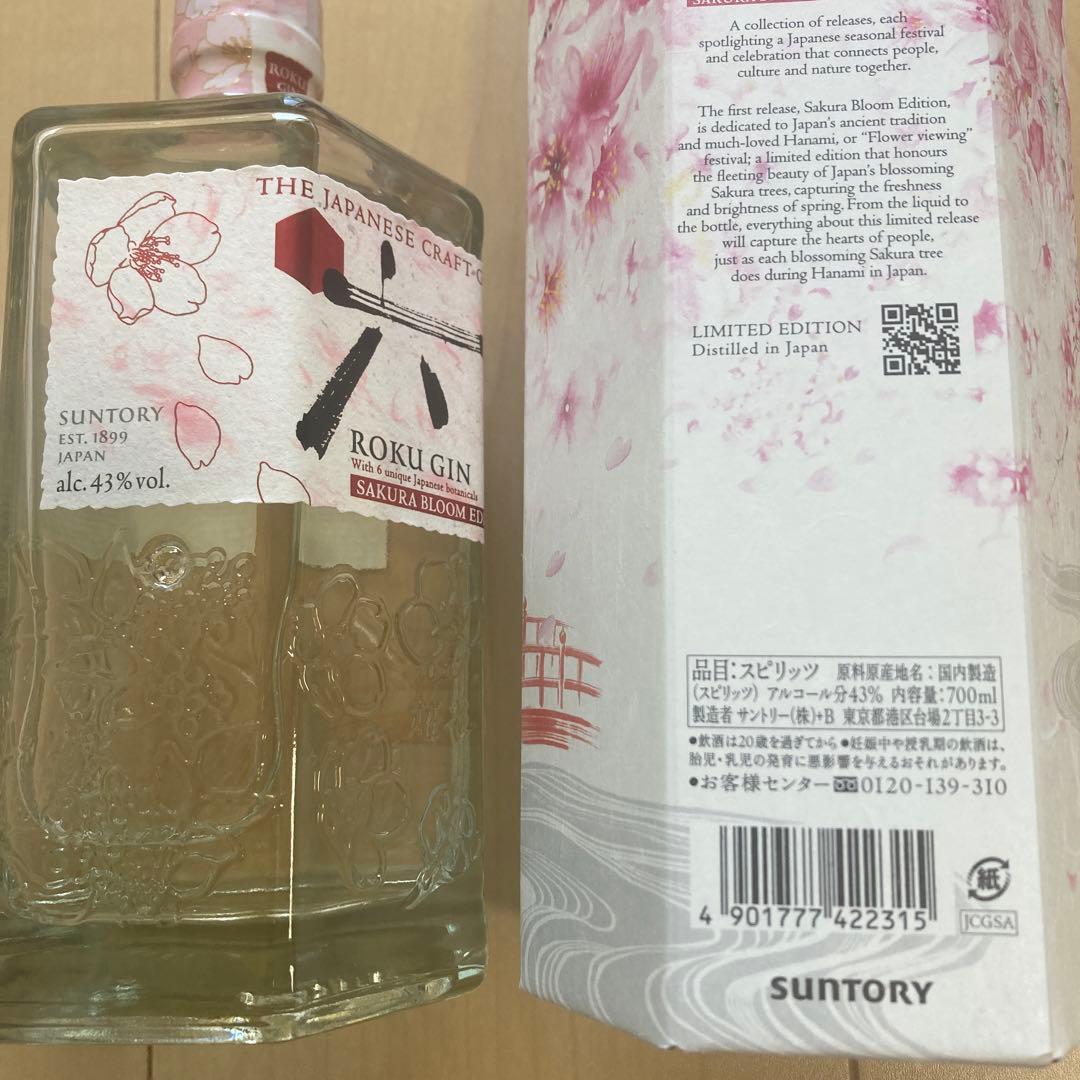 ROKU
GIN
THE JAPANESE CRAFT
六
SUNTORY
EST. 1899
JAPAN
alc. 43% vol.
ROKU GIN
With 6 unique Japanese botanicals
SAKURA BLOOM ED
A collection of releases, each
spotlighting a Japanese seasonal festival
and celebration that connects people,
culture and nature together.
The first release, Sakura Bloom Edition,
is dedicated to Japan's ancient tradition
and much-loved Hanami, or “Flower viewing”
festival; a limited edition that honours
the fleeting beauty of Japan's blossoming
Sakura trees, capturing the freshness
and brightness of spring. From the liquid to
the bottle, everything about this limited release
will capture the hearts of people,
just as each blossoming Sakura tree
does during Hanami in Japan.
LIMITED EDITION
Distilled in Japan
品目:スピリッツ 原料原産地名:国内製造
(スピリッツ) アルコール分43% 内容量:700ml
製造者 サントリー(株)+B 東京都港区台場2丁目3-3
●飲酒は20歳を過ぎてから ●妊娠中や授乳期の飲酒は、
胎児・乳児の発育に悪影響を与えるおそれがあります。
●お客様センター 0120-139-310
4 901777 422315
紙
JCGSA
SUNTORY